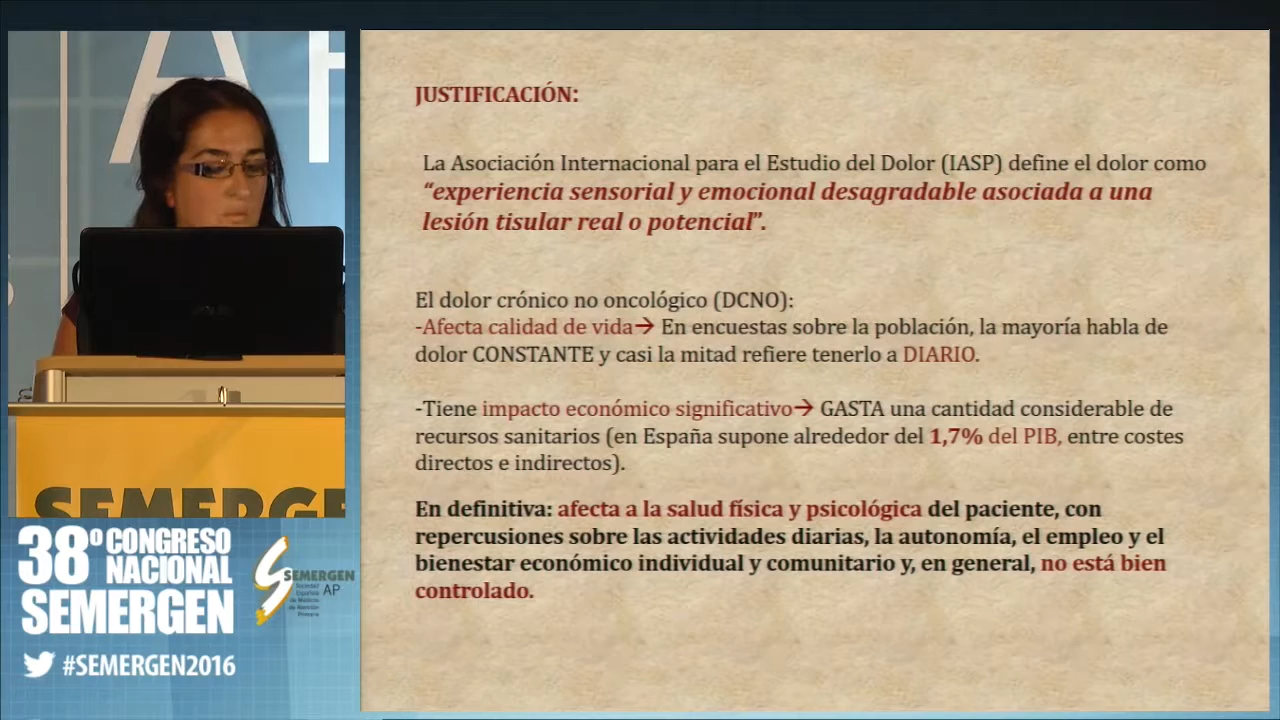 JUSTIFICACIÓN:
La Asociación Internacional para el Estudio del Dolor (IASP) define el dolor como
“experiencia sensorial y emocional desagradable asociada a una
lesión tisular real o potencial”.
El dolor crónico no oncológico (DCNO):
-Afecta calidad de vida→ En encuestas sobre la población, la mayoría habla de
dolor CONSTANTE y casi la mitad refiere tenerlo a DIARIO.
-Tiene impacto económico significativo→ GASTA una cantidad considerable de
recursos sanitarios (en España supone alrededor del 1,7% del PIB, entre costes
directos e indirectos).
En definitiva: afecta a la salud física y psicológica del paciente, con
repercusiones sobre las actividades diarias, la autonomía, el empleo y el
bienestar económico individual y comunitario y, en general, no está bien
controlado.
SEMERGE
38º CONGRESO
NACIONAL
SEMERGEN
#SEMERGEN2016
SEMERGEN
Sociedad
Española
de Médicos
de Atención
Primaria
AP